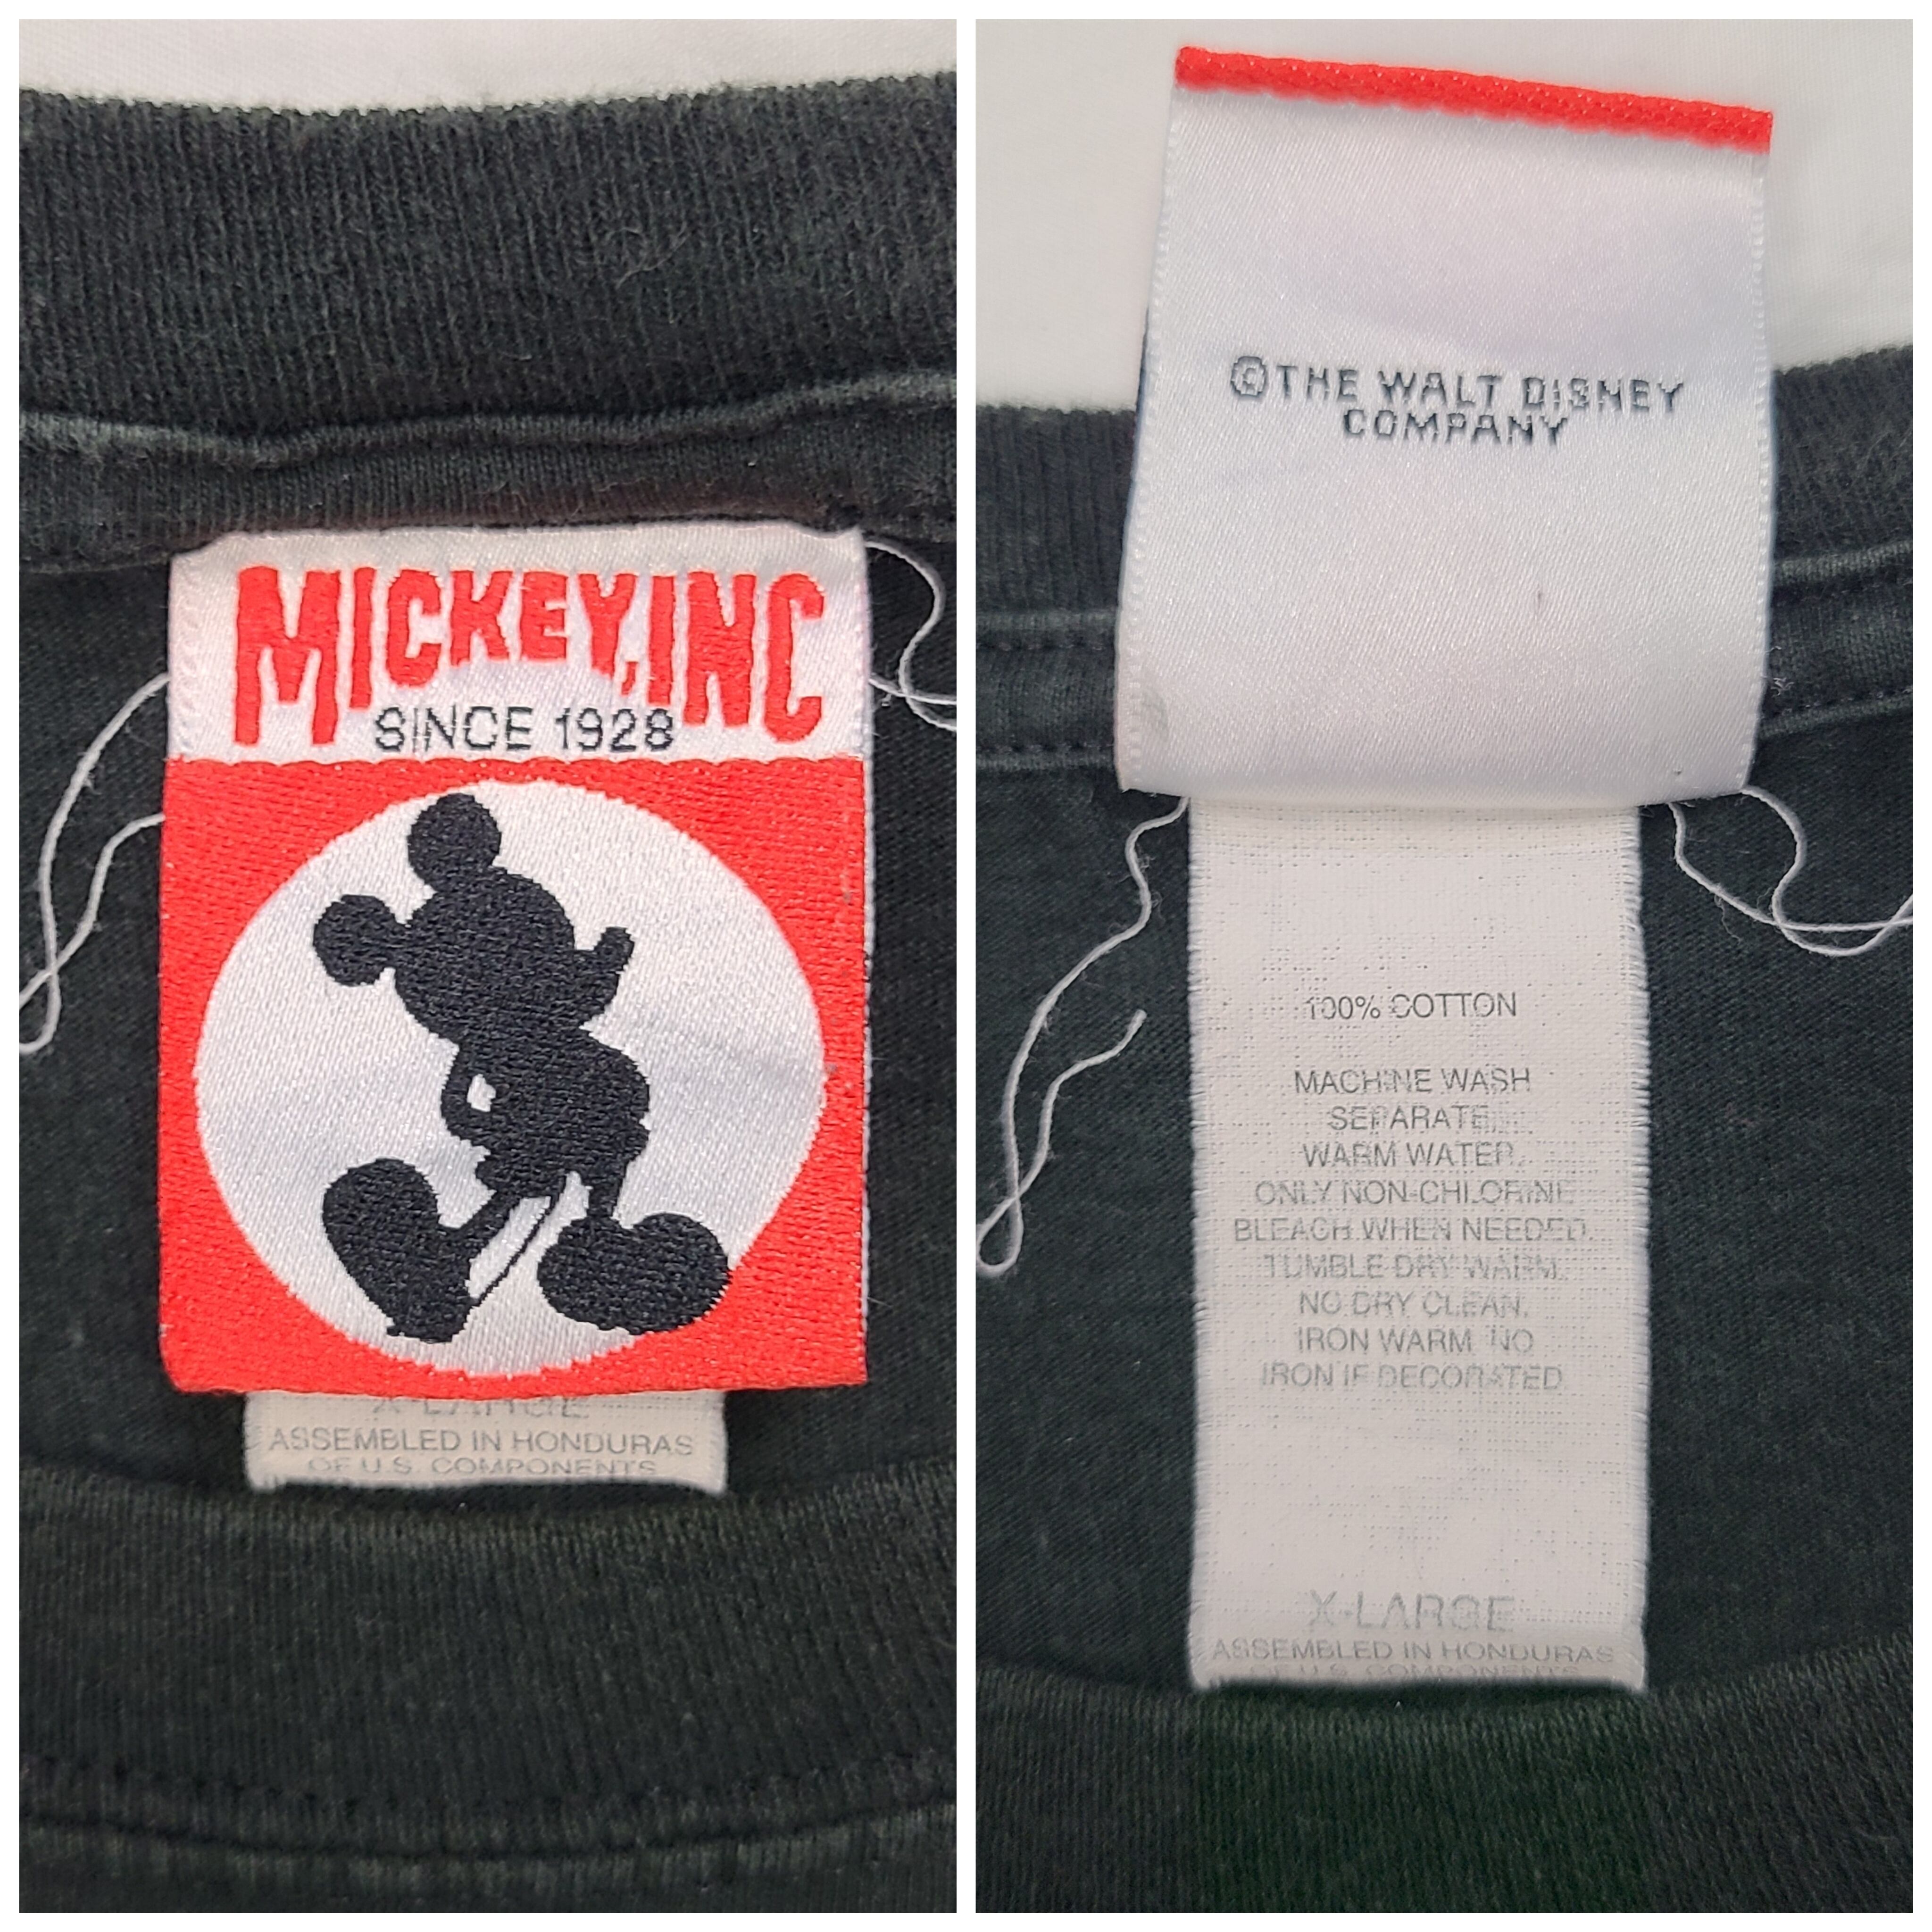 MICKEY, INC
SINCE 1928
X-LARGE
ASSEMBLED IN HONDURAS
OF U.S. COMPONENTS
©THE WALT DISNEY
COMPANY
100% COTTON
MACHINE WASH
SEPARATE,
WARM WATER,
ONLY NON-CHLORINE
BLEACH WHEN NEEDED.
TUMBLE DRY WARM.
NO DRY CLEAN.
IRON WARM NO
IRON IF DECORATED
X-LARGE
ASSEMBLED IN HONDURAS
OF U.S. COMPONENTS